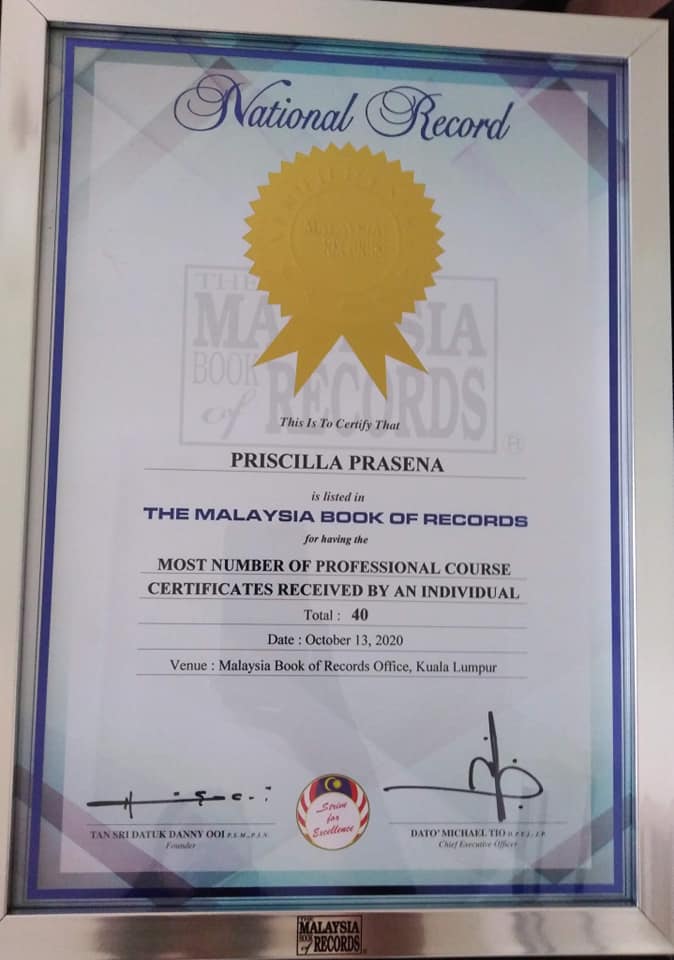 National Record
MALAYSIA
RECORDS
THE
MALAYSIA
BOOK
of RECORDS
®
This Is To Certify That
PRISCILLA PRASENA
is listed in
THE MALAYSIA BOOK OF RECORDS
for having the
MOST NUMBER OF PROFESSIONAL COURSE
CERTIFICATES RECEIVED BY AN INDIVIDUAL
Total : 40
Date : October 13, 2020
Venue : Malaysia Book of Records Office, Kuala Lumpur
Strive
for
Excellence
TAN SRI DATUK DANNY OOI P.S.M., P.J.N.
Founder
DATO' MICHAEL TIO D.P.T.J., J.P.
Chief Executive Officer
THE
MALAYSIA
BOOK
of RECORDS